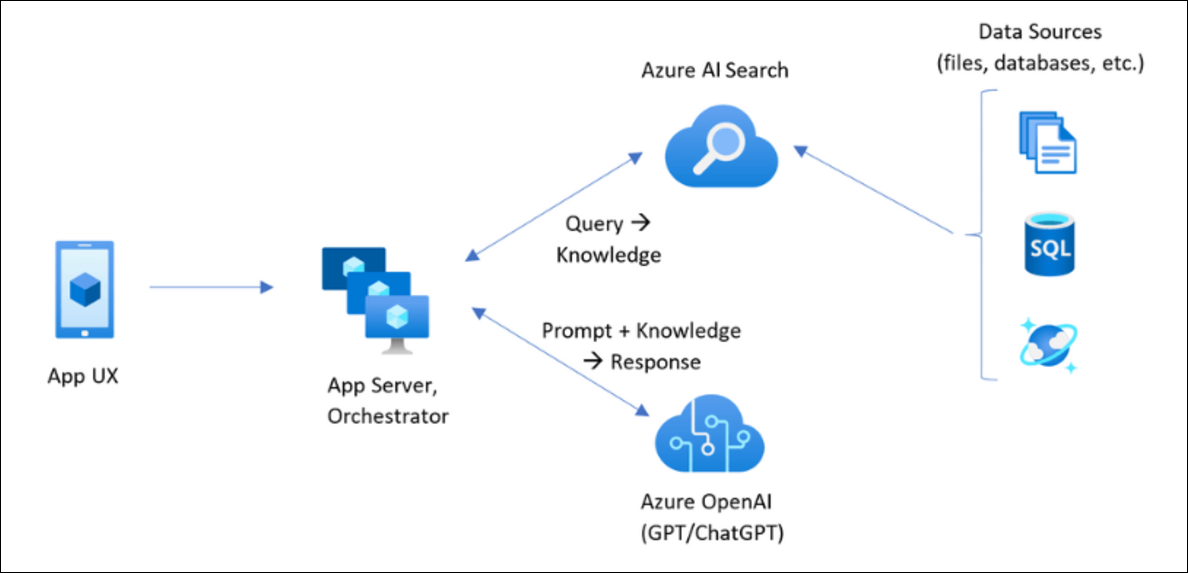 Data Sources
(files, databases, etc.)
Azure AI Search
Query →
Knowledge
SQL
Prompt + Knowledge
→ Response
App UX
App Server,
Orchestrator
Azure OpenAI
(GPT/ChatGPT)